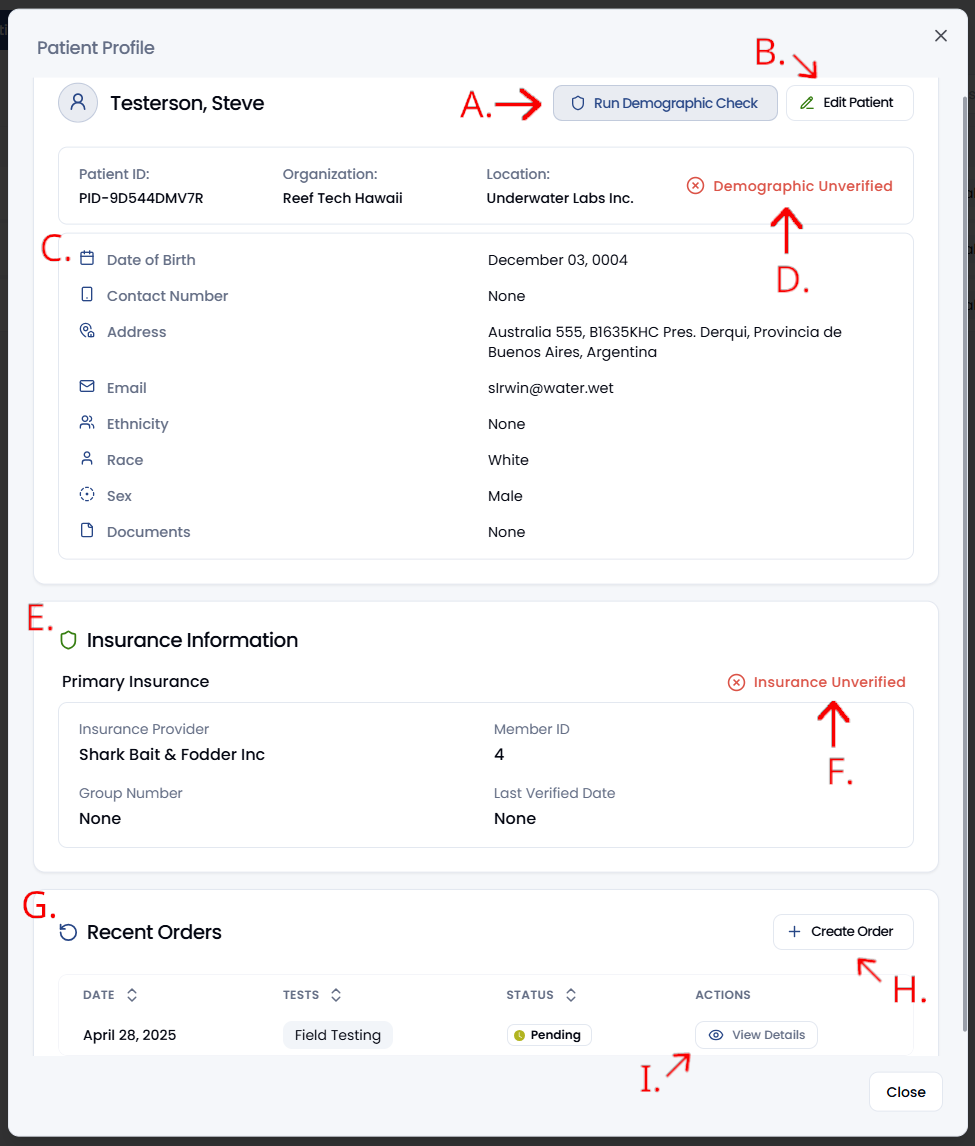 Patient Profile
B.
Testerson, Steve
A.
Run Demographic Check
Edit Patient
Patient ID:
PID-9D544DMV7R
Organization:
Reef Tech Hawaii
Location:
Underwater Labs Inc.
Demographic Unverified
D.
C.
Date of Birth
December 03, 0004
Contact Number
None
Address
Australia 555, B1635KHC Pres. Derqui, Provincia de
Buenos Aires, Argentina
Email
sIrwin@water.wet
Ethnicity
None
Race
White
Sex
Male
Documents
None
E.
Insurance Information
Primary Insurance
Insurance Unverified
F.
Insurance Provider
Shark Bait & Fodder Inc
Member ID
4
Group Number
None
Last Verified Date
None
G.
Recent Orders
Create Order
H.
DATE
TESTS
STATUS
ACTIONS
April 28, 2025
Field Testing
Pending
View Details
I.
Close